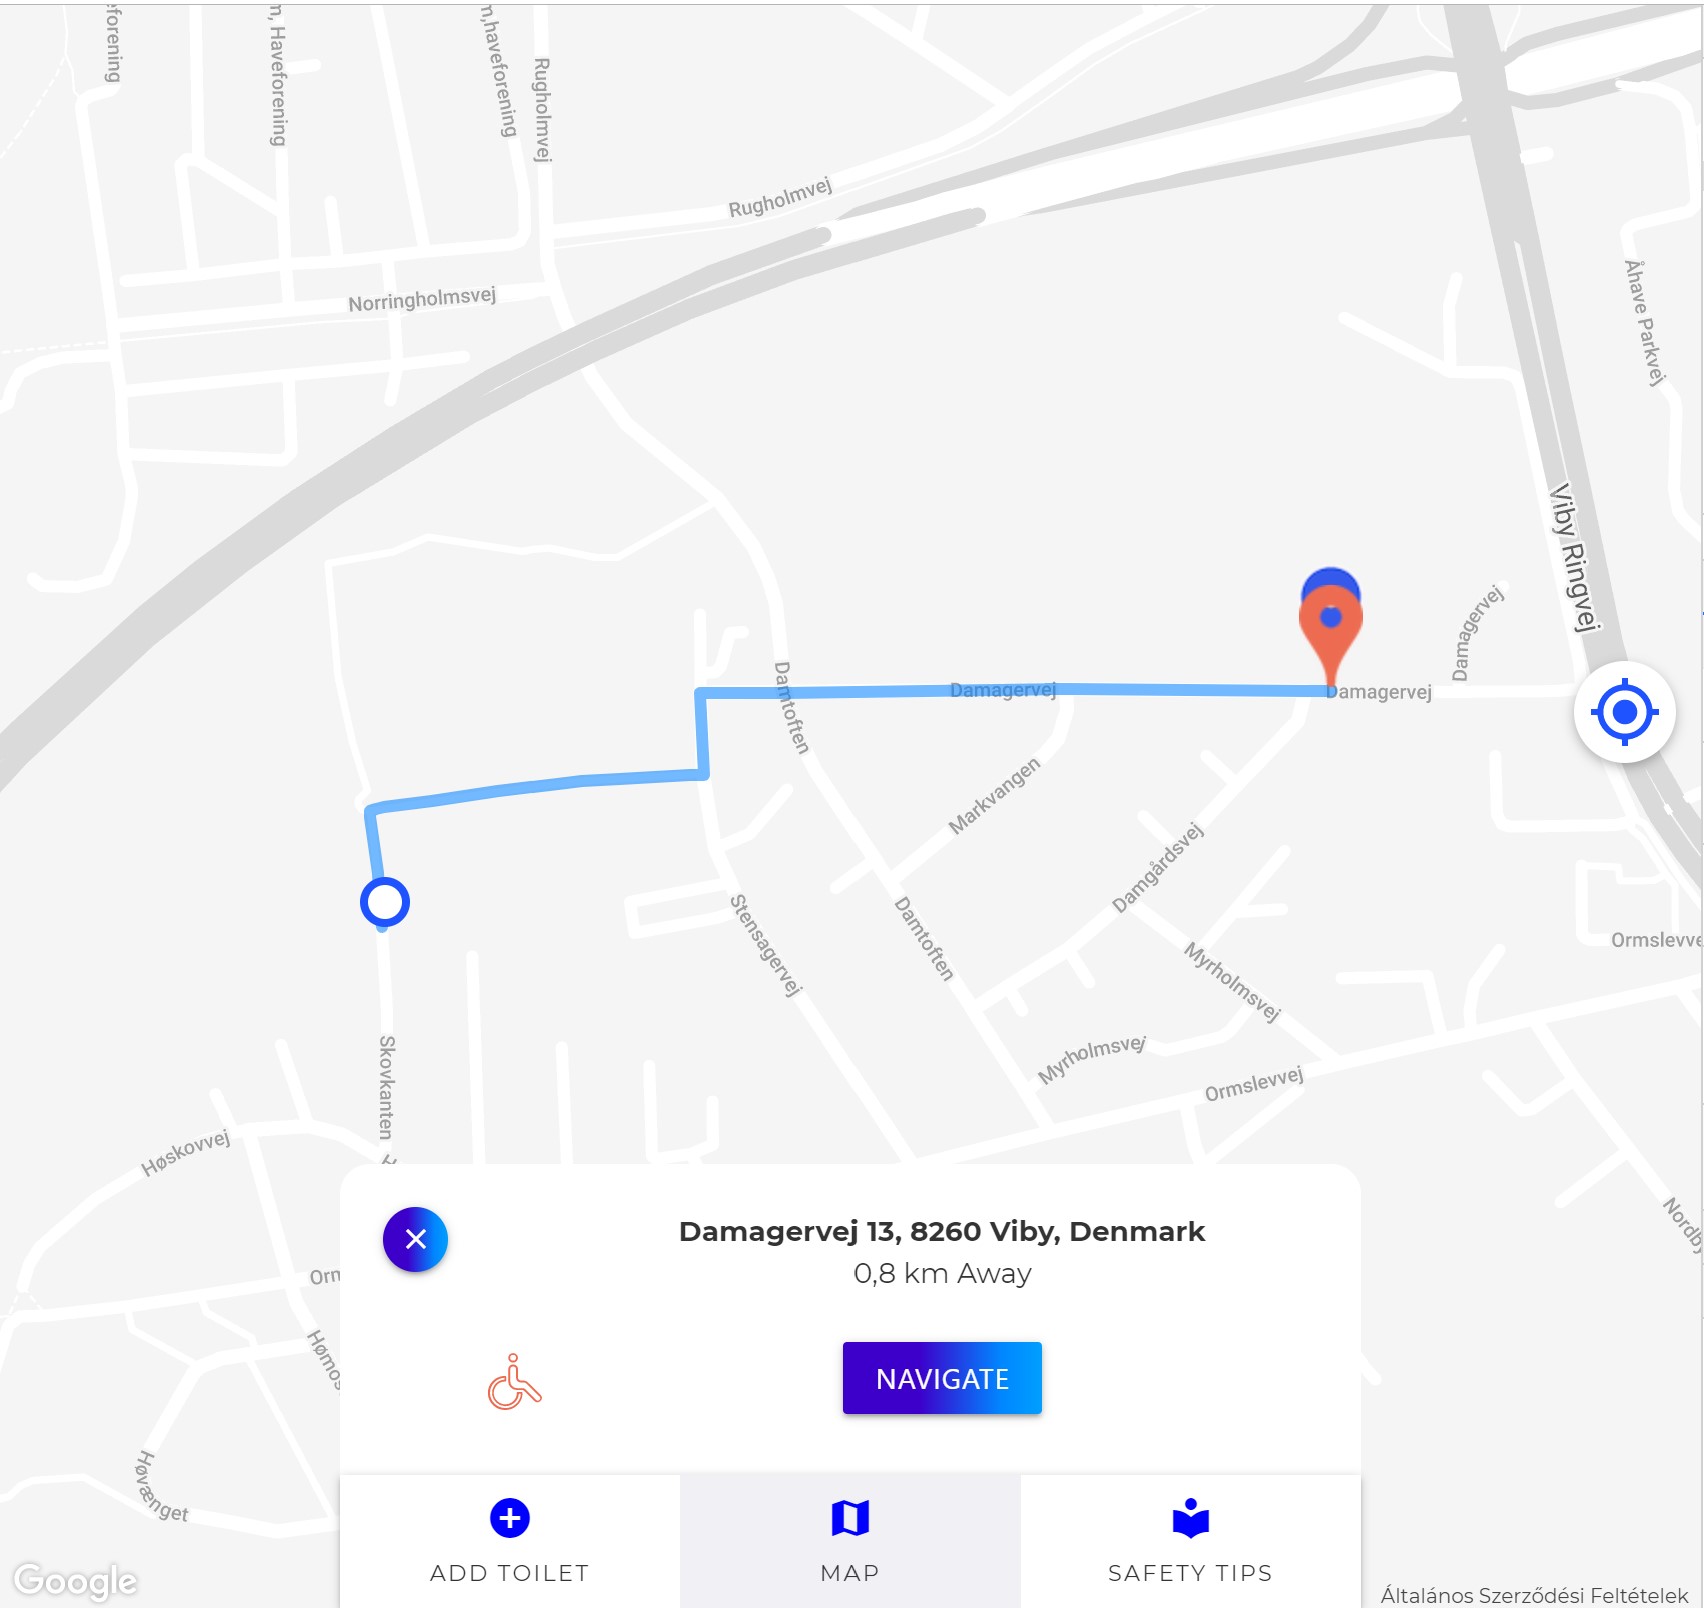 eforening
n, Haveforening
m,haveforening
Rugholmvej
Rugholmvej
Norringholmsvej
Åhave Parkvej
Viby Ringvej
Damagervej
Damagervej
Damagervej
Damtoften
Markvangen
Damgårdsvej
Stensagervej
Damtoften
Myrholmsvej
Ormslevve
Skovkanten
Myrholmsvej
Ormslevvej
Høskovvej
H
Nordby
Orm
Hømos
Høvænget
Damagervej 13, 8260 Viby, Denmark
0,8 km Away
NAVIGATE
ADD TOILET
MAP
SAFETY TIPS
Google
Általános Szerződési Feltételek